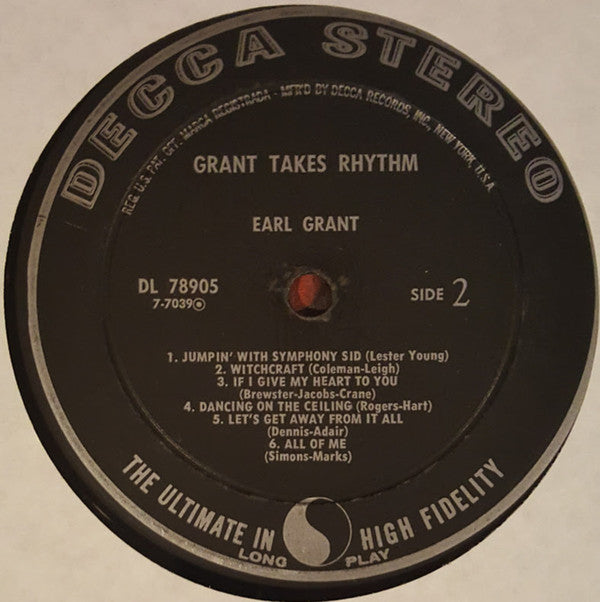 DECCA STEREO
REG. U.S. PAT. OFF. MARCA REGISTRADA - MFR'D BY DECCA RECORDS, INC., NEW YORK, U.S.A.
GRANT TAKES RHYTHM
EARL GRANT
DL 78905
7-7039
SIDE 2
1. JUMPIN' WITH SYMPHONY SID (Lester Young)
2. WITCHCRAFT (Coleman-Leigh)
3. IF I GIVE MY HEART TO YOU
(Brewster-Jacobs-Crane)
4. DANCING ON THE CEILING (Rogers-Hart)
5. LET'S GET AWAY FROM IT ALL
(Dennis-Adair)
6. ALL OF ME
(Simons-Marks)
THE ULTIMATE IN HIGH FIDELITY
LONG PLAY